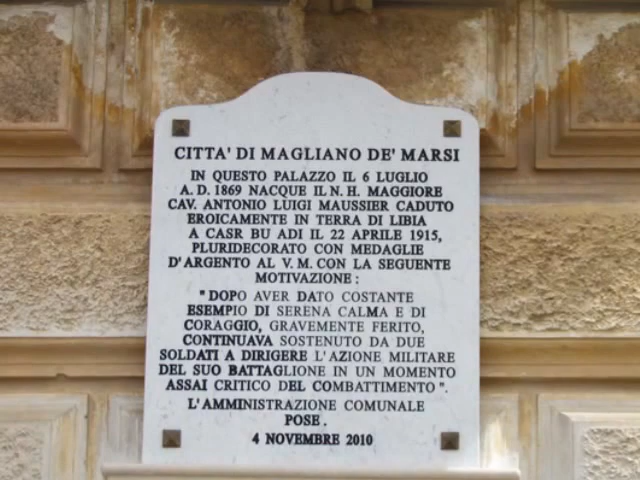 CITTA' DI MAGLIANO DE' MARSI
IN QUESTO PALAZZO IL 6 LUGLIO
A. D. 1869 NACQUE IL N. H. MAGGIORE
CAV. ANTONIO LUIGI MAUSSIER CADUTO
EROICAMENTE IN TERRA DI LIBIA
A CASR BU ADI IL 22 APRILE 1915,
PLURIDECORATO CON MEDAGLIE
D'ARGENTO AL V. M. CON LA SEGUENTE
MOTIVAZIONE :
"DOPO AVER DATO COSTANTE
ESEMPIO DI SERENA CALMA E DI
CORAGGIO, GRAVEMENTE FERITO,
CONTINUAVA SOSTENUTO DA DUE
SOLDATI A DIRIGERE L'AZIONE MILITARE
DEL SUO BATTAGLIONE IN UN MOMENTO
ASSAI CRITICO DEL COMBATTIMENTO".
L'AMMINISTRAZIONE COMUNALE
POSE.
4 NOVEMBRE 2010